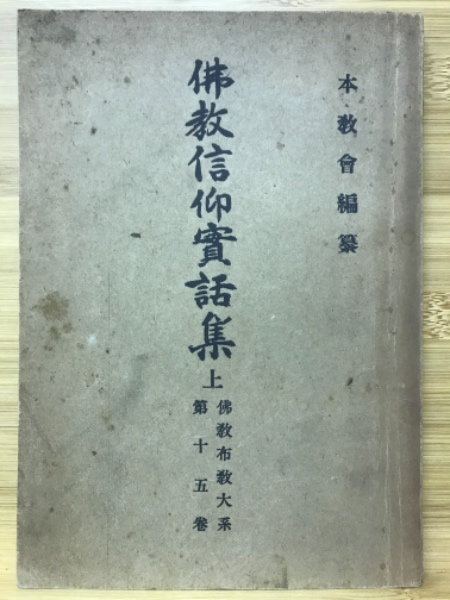 本教會編纂
佛教信仰實話集 上
佛教布教大系
第十五卷